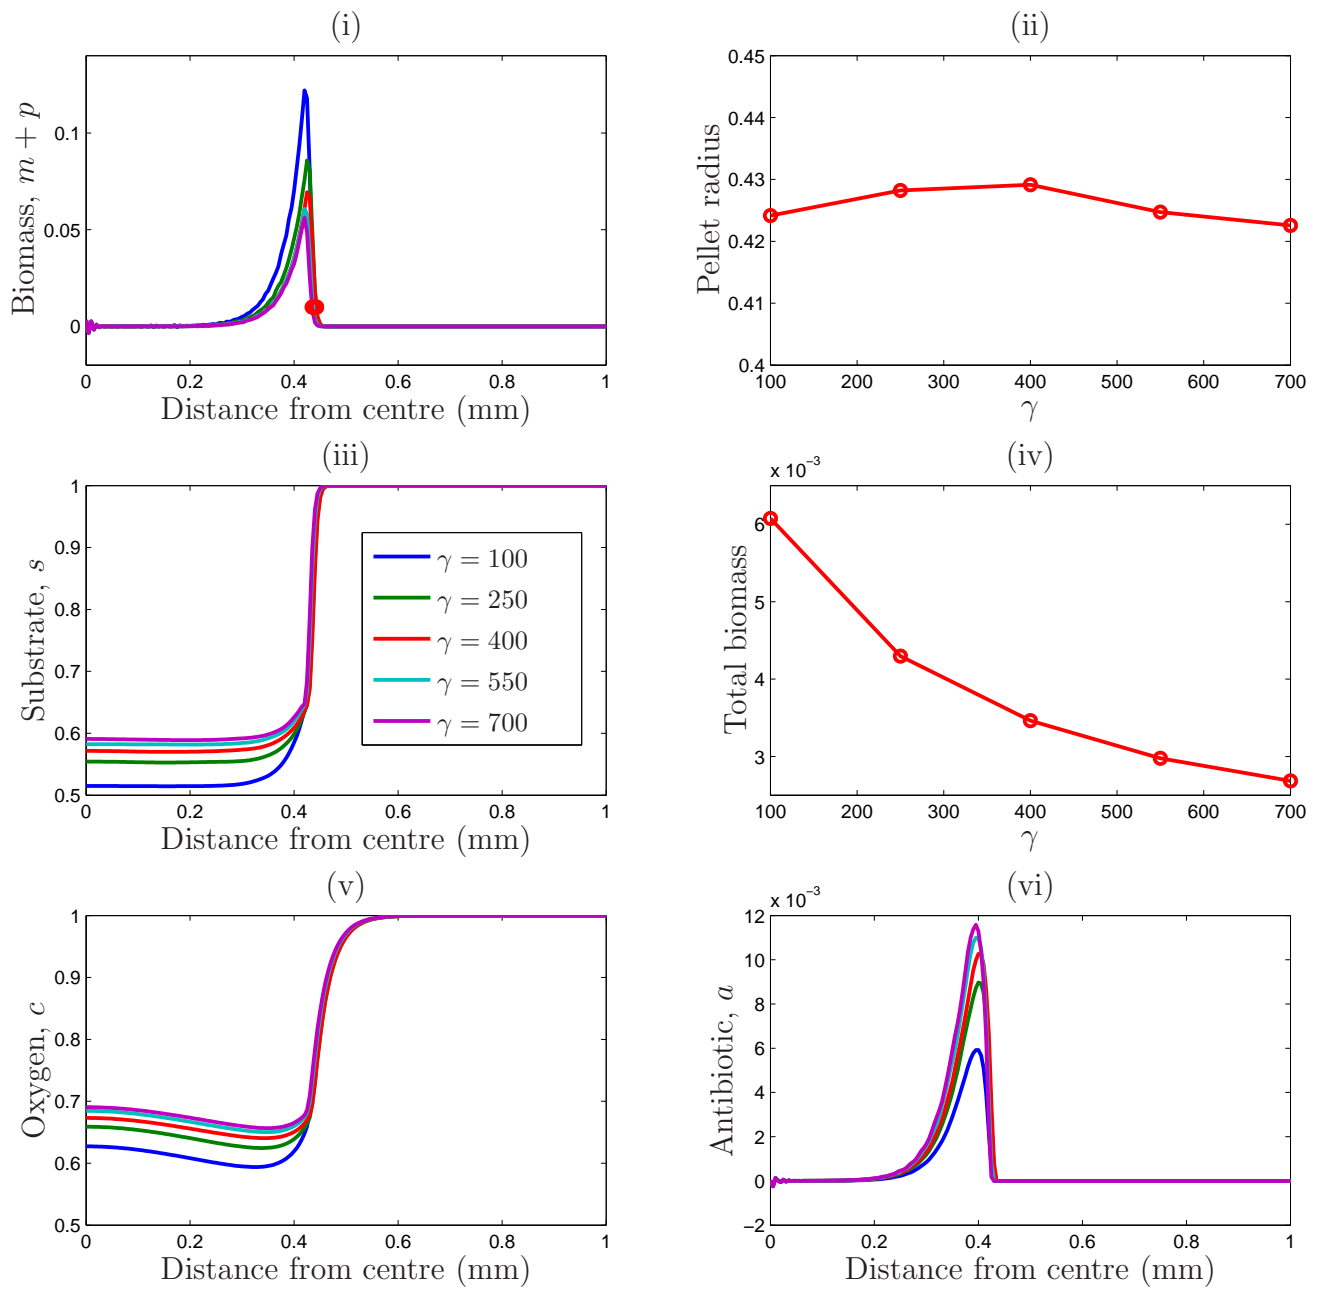 (i)
Biomass, m + p
0.1
0.05
0
0 0.2 0.4 0.6 0.8 1
Distance from centre (mm)
(ii)
Pellet radius
0.45
0.44
0.43
0.42
0.41
0.4
100 200 300 400 500 600 700
γ
(iii)
Substrate, s
1
0.9
0.8
0.7
0.6
0.5
γ = 100
γ = 250
γ = 400
γ = 550
γ = 700
0 0.2 0.4 0.6 0.8 1
Distance from centre (mm)
(iv)
x 10⁻³
Total biomass
6
5
4
3
100 200 300 400 500 600 700
γ
(v)
Oxygen, c
1
0.9
0.8
0.7
0.6
0.5
0 0.2 0.4 0.6 0.8 1
Distance from centre (mm)
(vi)
x 10⁻³
Antibiotic, a
12
10
8
6
4
2
0
−2
0 0.2 0.4 0.6 0.8 1
Distance from centre (mm)